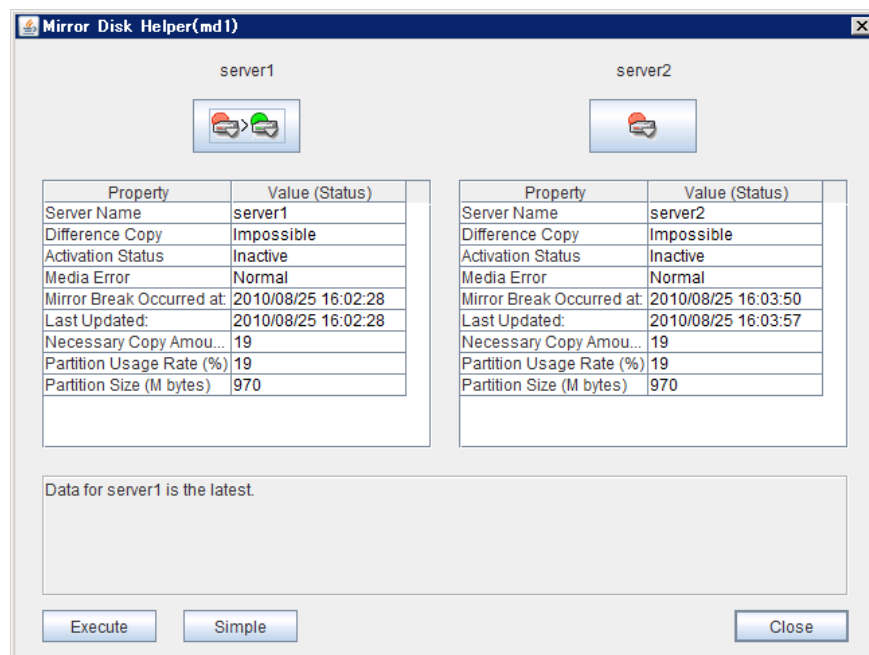 Mirror Disk Helper(md1)
server1 server2
>
Property Value (Status) Property Value (Status)
Server Name server1 Server Name server2
Difference Copy Impossible Difference Copy Impossible
Activation Status Inactive Activation Status Inactive
Media Error Normal Media Error Normal
Mirror Break Occurred at: 2010/08/25 16:02:28 Mirror Break Occurred at: 2010/08/25 16:03:50
Last Updated: 2010/08/25 16:02:28 Last Updated: 2010/08/25 16:03:57
Necessary Copy Amou... 19 Necessary Copy Amou... 19
Partition Usage Rate (%) 19 Partition Usage Rate (%) 19
Partition Size (M bytes) 970 Partition Size (M bytes) 970
Data for server1 is the latest.
Execute Simple Close